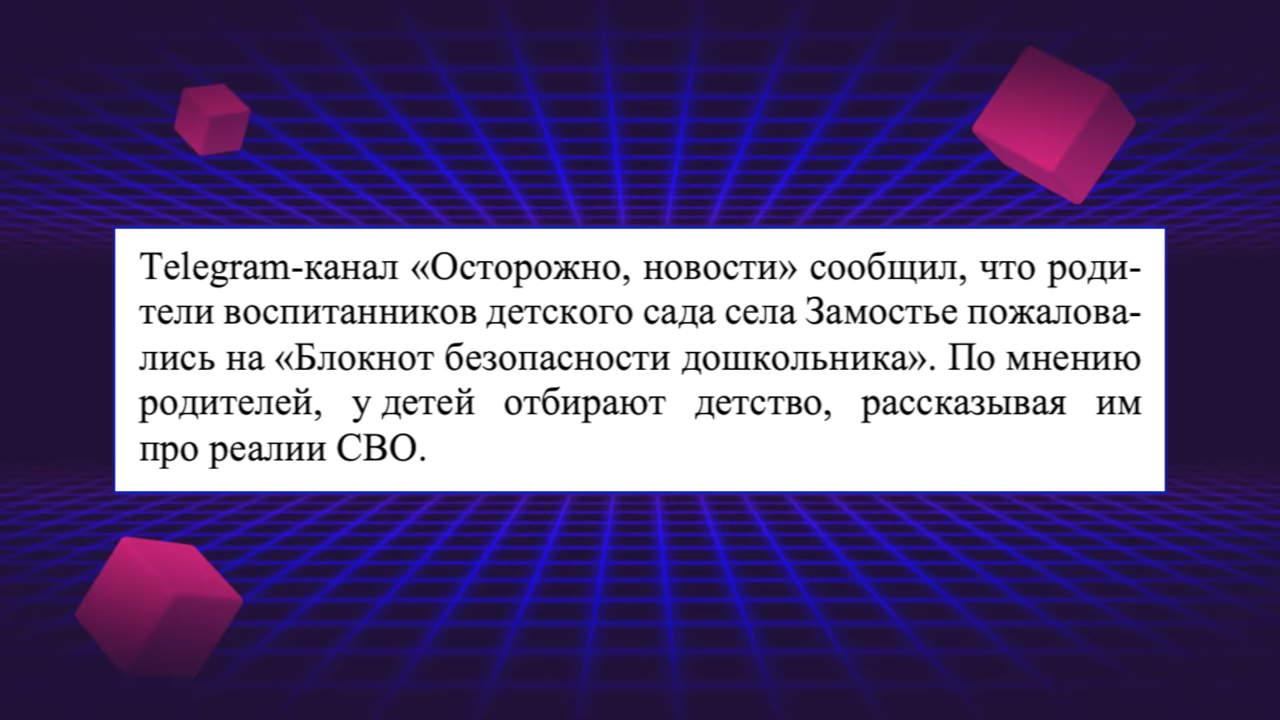 Telegram-канал «Осторожно, новости» сообщил, что роди-
тели воспитанников детского сада села Замостье пожалова-
лись на «Блокнот безопасности дошкольника». По мнению
родителей, у детей отбирают детство, рассказывая им
про реалии СВО.